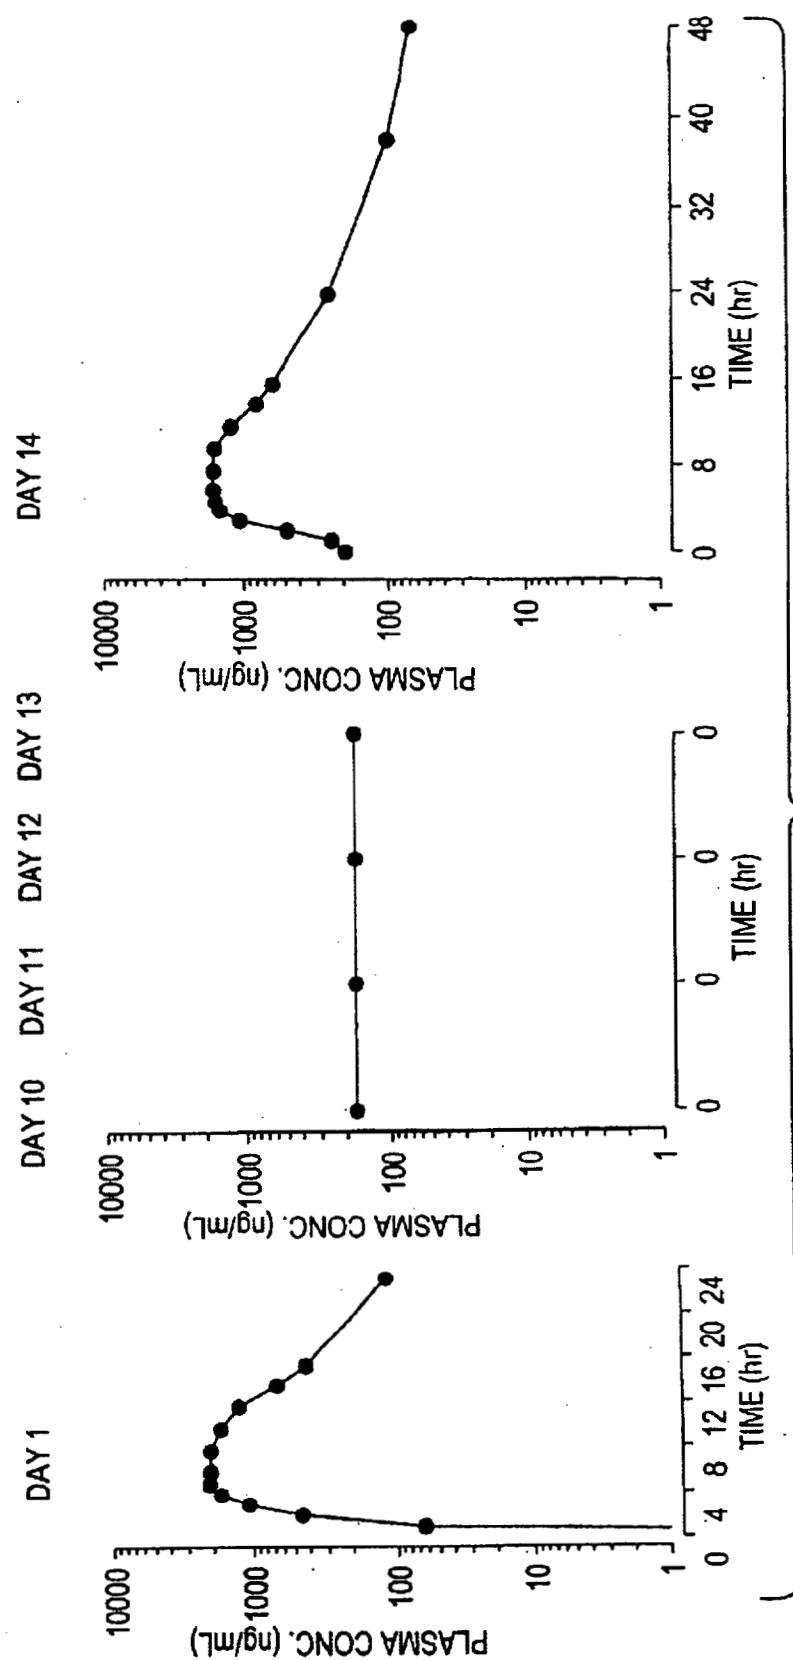 DAY 1
PLASMA CONC. (ng/mL)
10000
1000
100
10
1
0 4 8 12 16 20 24
TIME (hr)
DAY 10 DAY 11 DAY 12 DAY 13
PLASMA CONC. (ng/mL)
10000
1000
100
10
1
0 0 0 0
TIME (hr)
DAY 14
PLASMA CONC. (ng/mL)
10000
1000
100
10
1
0 8 16 24 32 40 48
TIME (hr)